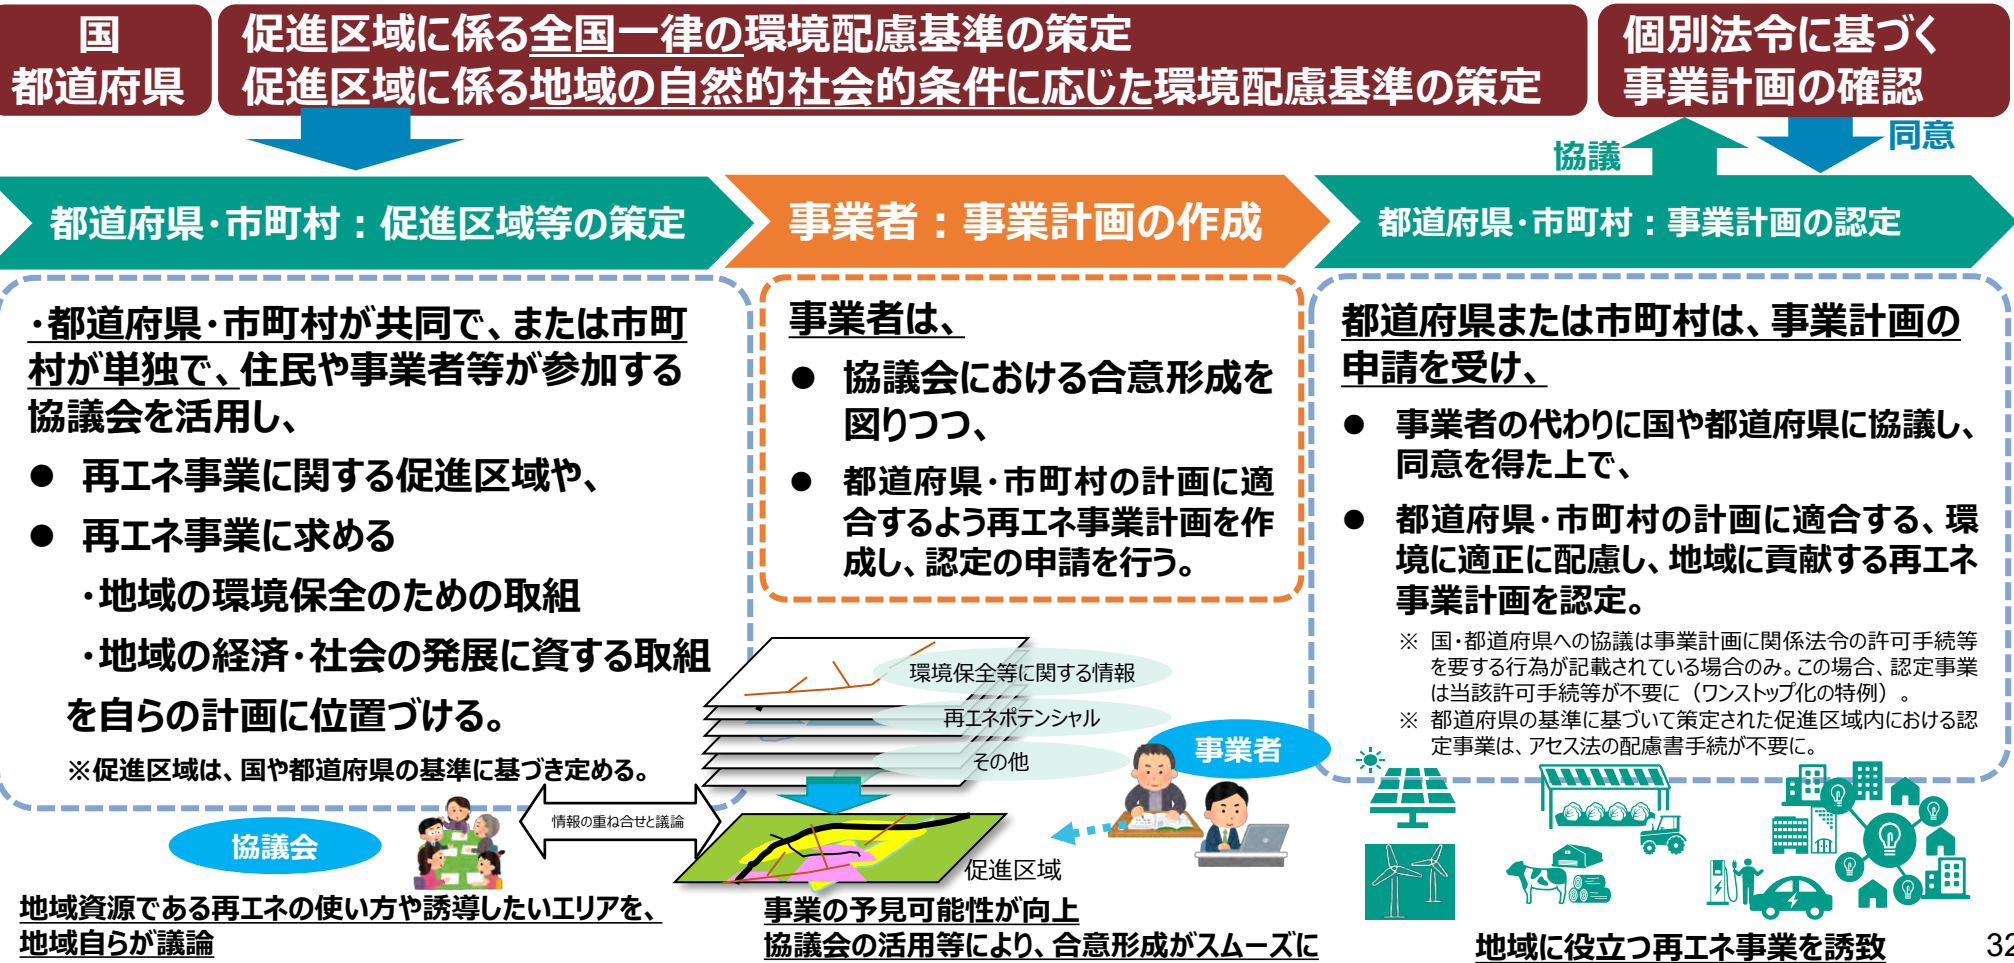 国
都道府県
促進区域に係る全国一律の環境配慮基準の策定
促進区域に係る地域の自然的社会的条件に応じた環境配慮基準の策定
個別法令に基づく
事業計画の確認
協議
同意
都道府県・市町村：促進区域等の策定
事業者：事業計画の作成
都道府県・市町村：事業計画の認定
・都道府県・市町村が共同で、または市町
村が単独で、住民や事業者等が参加する
協議会を活用し、
● 再エネ事業に関する促進区域や、
● 再エネ事業に求める
・地域の環境保全のための取組
・地域の経済・社会の発展に資する取組
を自らの計画に位置づける。
※促進区域は、国や都道府県の基準に基づき定める。
事業者は、
● 協議会における合意形成を
図りつつ、
● 都道府県・市町村の計画に適
合するよう再エネ事業計画を作
成し、認定の申請を行う。
都道府県または市町村は、事業計画の
申請を受け、
● 事業者の代わりに国や都道府県に協議し、
同意を得た上で、
● 都道府県・市町村の計画に適合する、環
境に適正に配慮し、地域に貢献する再エネ
事業計画を認定。
※ 国・都道府県への協議は事業計画に関係法令の許可手続等
を要する行為が記載されている場合のみ。この場合、認定事業
は当該許可手続等が不要に（ワンストップ化の特例）。
※ 都道府県の基準に基づいて策定された促進区域内における認
定事業は、アセス法の配慮書手続が不要に。
環境保全等に関する情報
再エネポテンシャル
その他
事業者
協議会
情報の重ね合せと議論
促進区域
地域資源である再エネの使い方や誘導したいエリアを、
地域自らが議論
事業の予見可能性が向上
協議会の活用等により、合意形成がスムーズに
地域に役立つ再エネ事業を誘致
32